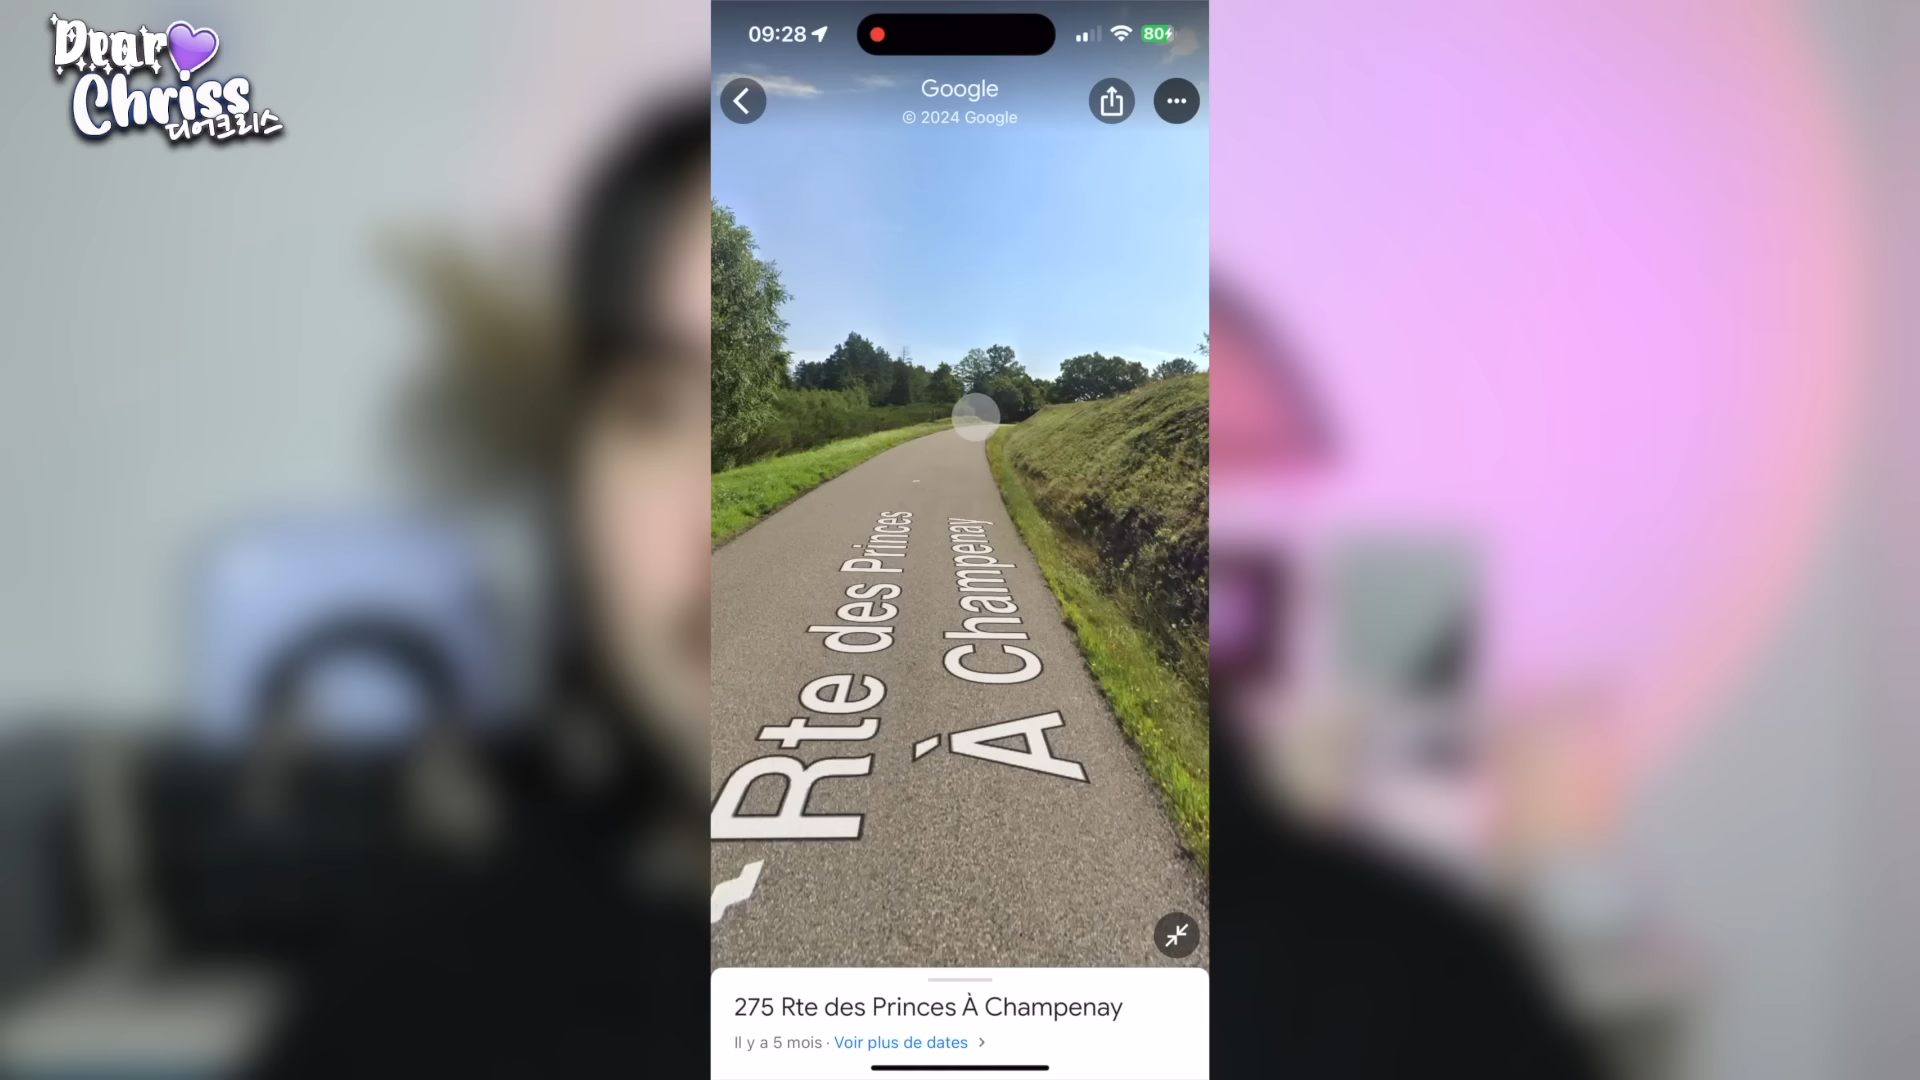 Dear
Chriss
디어크리스
09:28
80
Google
© 2024 Google
Rte des Princes
À Champenay
275 Rte des Princes À Champenay
Il y a 5 mois · Voir plus de dates